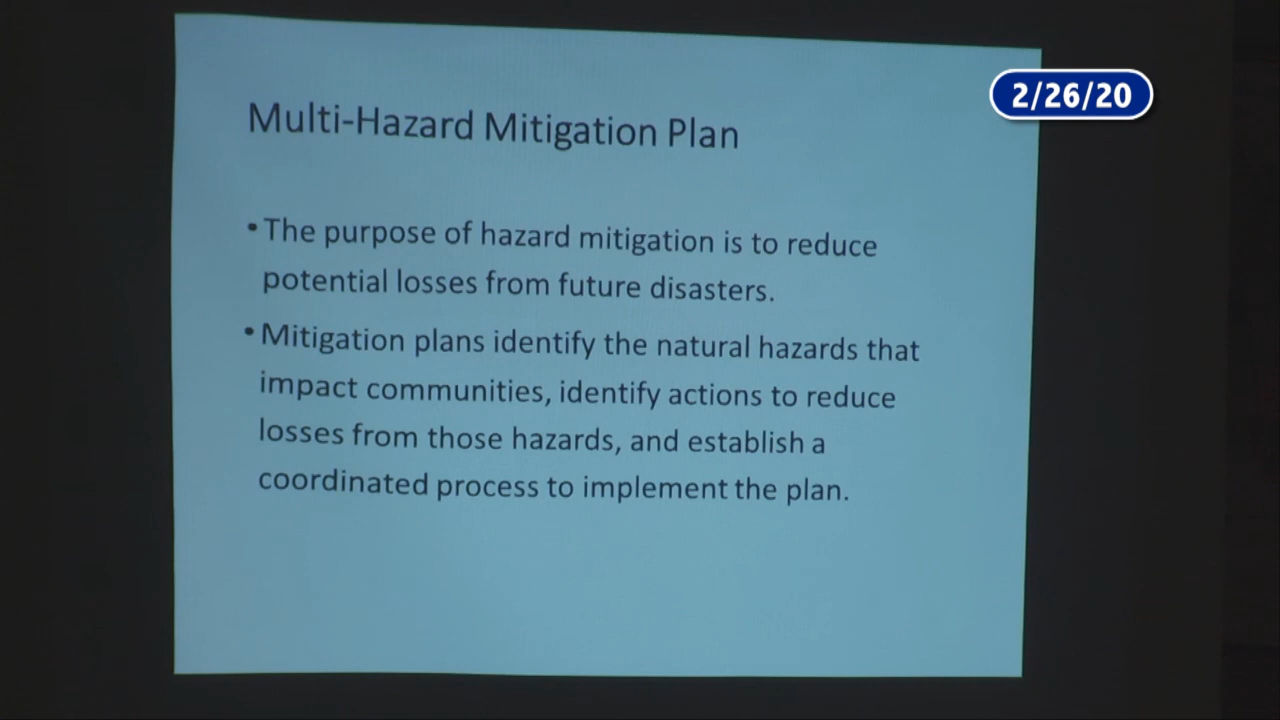 2/26/20
Multi-Hazard Mitigation Plan
• The purpose of hazard mitigation is to reduce
potential losses from future disasters.
• Mitigation plans identify the natural hazards that
impact communities, identify actions to reduce
losses from those hazards, and establish a
coordinated process to implement the plan.